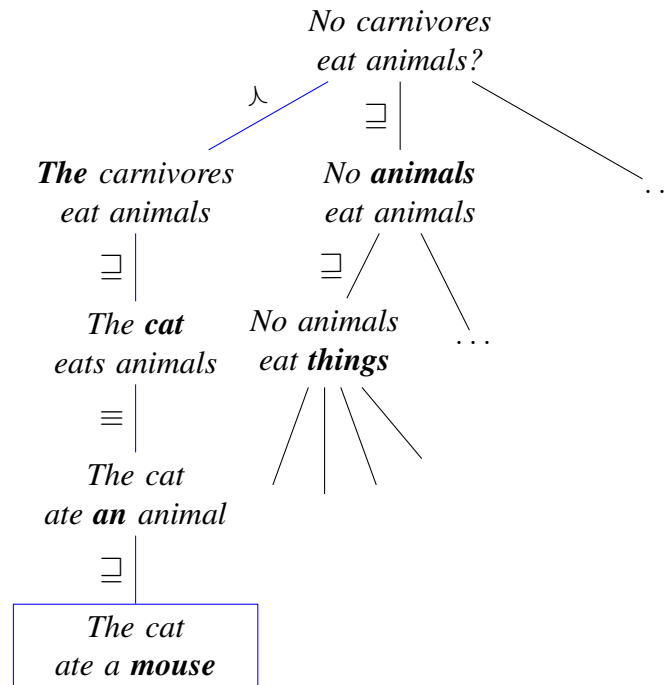 No carnivores
eat animals?
⋏
⊒
The carnivores
eat animals
No animals
eat animals
. .
⊒
⊒
The cat
eats animals
No animals
eat things
. . .
≡
The cat
ate an animal
⊒
The cat
ate a mouse